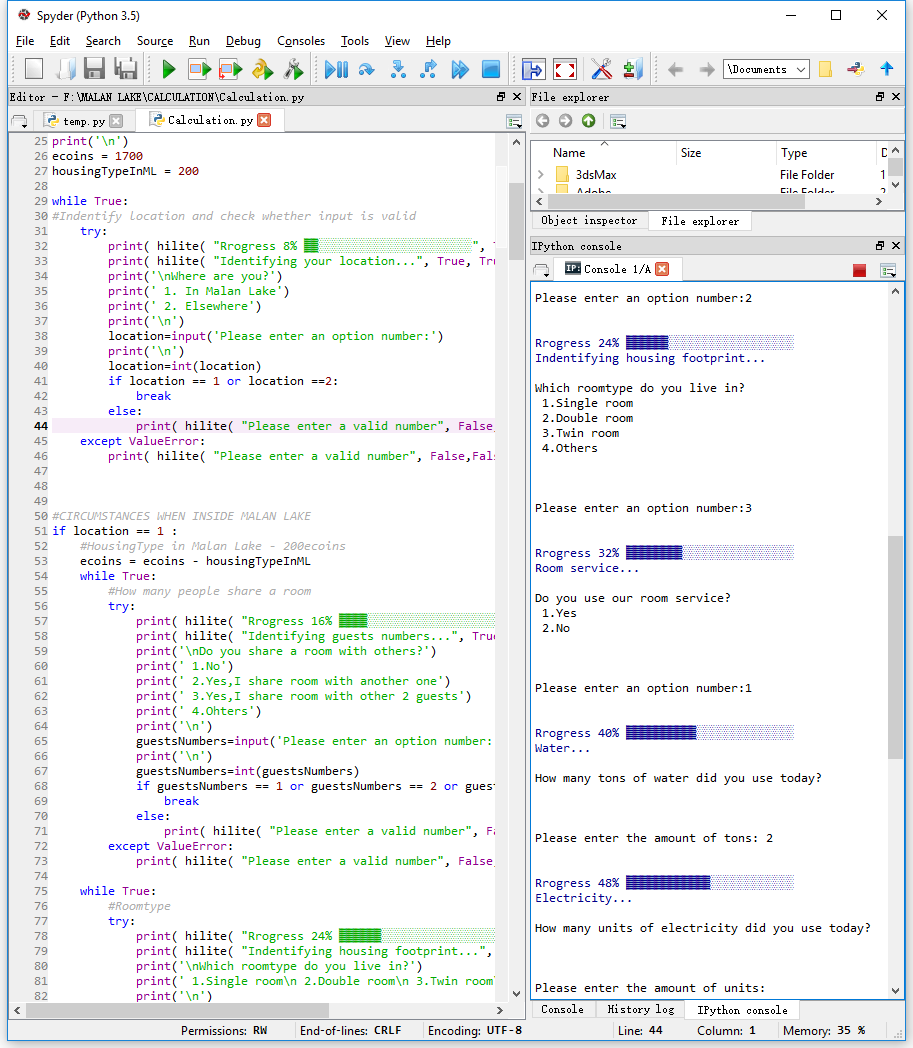 Spyder (Python 3.5)
File Edit Search Source Run Debug Consoles Tools View Help
\Documents
Editor - F:\MALAN LAKE\CALCULATION\Calculation.py
temp.py
Calculation.py
25 print('\n')
26 ecoins = 1700
27 housingTypeInML = 200
28
29 while True:
30 #Indentify location and check whether input is valid
31 try:
32 print( hilite( "Rrogress 8% ▓▓░░░░░░░░░░░░░░░░░░░░░░",
33 print( hilite( "Identifying your location...", True, Tru
34 print('\nWhere are you?')
35 print(' 1. In Malan Lake')
36 print(' 2. Elsewhere')
37 print('\n')
38 location=input('Please enter an option number:')
39 print('\n')
40 location=int(location)
41 if location == 1 or location ==2:
42 break
43 else:
44 print( hilite( "Please enter a valid number", False,
45 except ValueError:
46 print( hilite( "Please enter a valid number", False,Fal
47
48
49
50 #CIRCUMSTANCES WHEN INSIDE MALAN LAKE
51 if location == 1 :
52 #HousingType in Malan Lake - 200ecoins
53 ecoins = ecoins - housingTypeInML
54 while True:
55 #How many people share a room
56 try:
57 print( hilite( "Rrogress 16% ▓▓▓▓░░░░░░░░░░░░░░░░░░
58 print( hilite( "Identifying guests numbers...", True
59 print('\nDo you share a room with others?')
60 print(' 1.No')
61 print(' 2.Yes,I share room with another one')
62 print(' 3.Yes,I share room with other 2 guests')
63 print(' 4.Ohters')
64 print('\n')
65 guestsNumbers=input('Please enter an option number:
66 print('\n')
67 guestsNumbers=int(guestsNumbers)
68 if guestsNumbers == 1 or guestsNumbers == 2 or gues
69 break
70 else:
71 print( hilite( "Please enter a valid number", Fa
72 except ValueError:
73 print( hilite( "Please enter a valid number", False,
74
75 while True:
76 #Roomtype
77 try:
78 print( hilite( "Rrogress 24% ▓▓▓▓▓▓░░░░░░░░░░░░░░░░
79 print( hilite( "Indentifying housing footprint...",
80 print('\nWhich roomtype do you live in?')
81 print(' 1.Single room\n 2.Double room\n 3.Twin room\
82 print('\n')
File explorer
Name Size Type D
3dsMax File Folder 1
Adobe File Folder
Object inspector File explorer
IPython console
IP: Console 1/A
Please enter an option number:2
Rrogress 24% ▓▓▓▓▓▓░░░░░░░░░░░░░░░░░░
Indentifying housing footprint...
Which roomtype do you live in?
1.Single room
2.Double room
3.Twin room
4.Others
Please enter an option number:3
Rrogress 32% ▓▓▓▓▓▓▓▓░░░░░░░░░░░░░░░░
Room service...
Do you use our room service?
1.Yes
2.No
Please enter an option number:1
Rrogress 40% ▓▓▓▓▓▓▓▓▓▓░░░░░░░░░░░░░░
Water...
How many tons of water did you use today?
Please enter the amount of tons: 2
Rrogress 48% ▓▓▓▓▓▓▓▓▓▓▓▓░░░░░░░░░░░░
Electricity...
How many units of electricity did you use today?
Please enter the amount of units:
Console History log IPython console
Permissions: RW End-of-lines: CRLF Encoding: UTF-8 Line: 44 Column: 1 Memory: 35 %